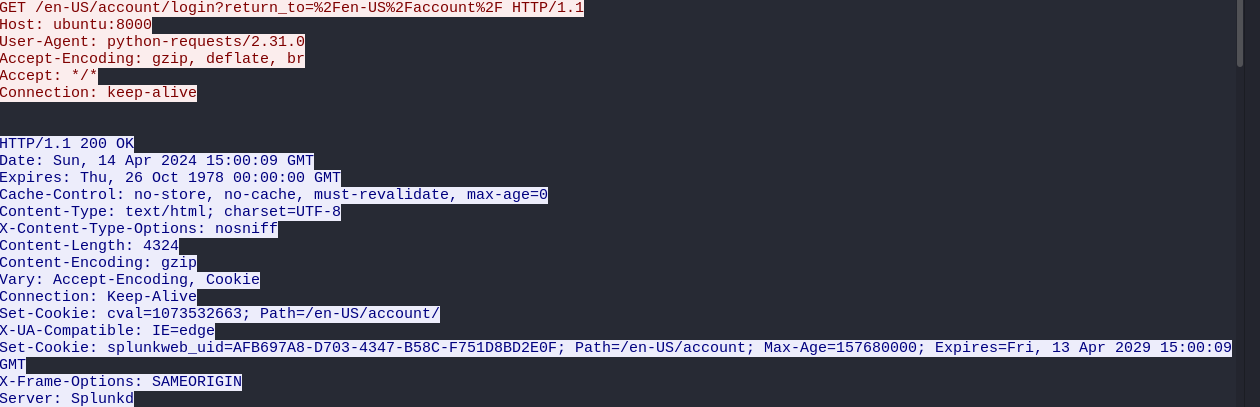 GET /en-US/account/login?return_to=%2Fen-US%2Faccount%2F HTTP/1.1
Host: ubuntu:8000
User-Agent: python-requests/2.31.0
Accept-Encoding: gzip, deflate, br
Accept: */*
Connection: keep-alive
HTTP/1.1 200 OK
Date: Sun, 14 Apr 2024 15:00:09 GMT
Expires: Thu, 26 Oct 1978 00:00:00 GMT
Cache-Control: no-store, no-cache, must-revalidate, max-age=0
Content-Type: text/html; charset=UTF-8
X-Content-Type-Options: nosniff
Content-Length: 4324
Content-Encoding: gzip
Vary: Accept-Encoding, Cookie
Connection: Keep-Alive
Set-Cookie: cval=1073532663; Path=/en-US/account/
X-UA-Compatible: IE=edge
Set-Cookie: splunkweb_uid=AFB697A8-D703-4347-B58C-F751D8BD2E0F; Path=/en-US/account; Max-Age=157680000; Expires=Fri, 13 Apr 2029 15:00:09
GMT
X-Frame-Options: SAMEORIGIN
Server: Splunkd